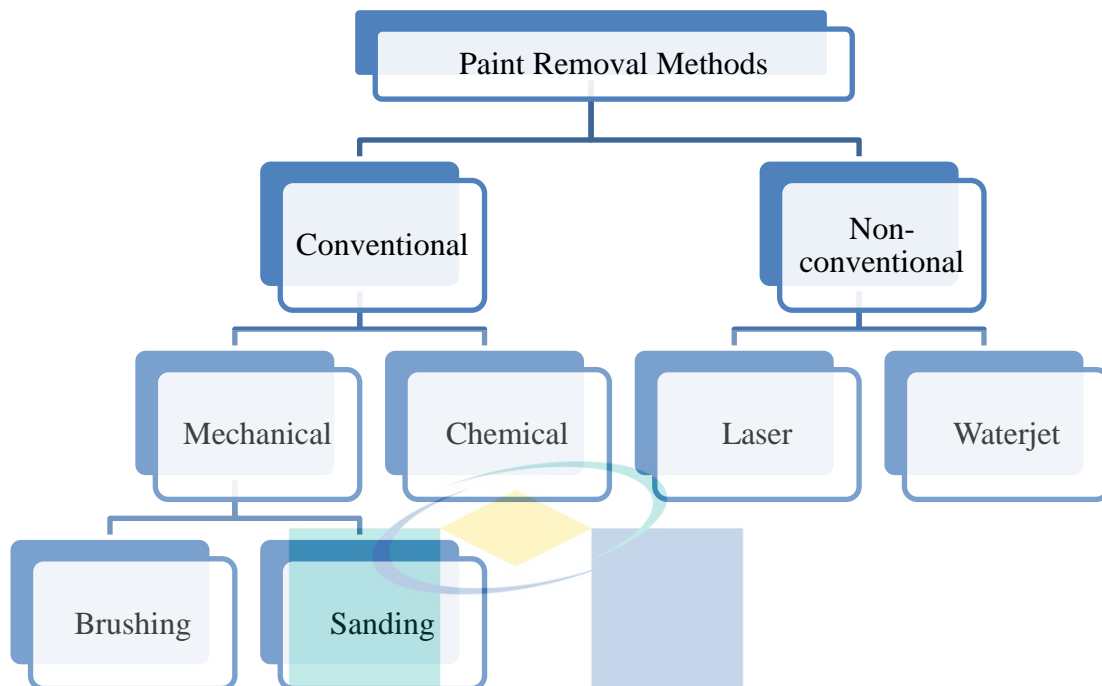 Paint Removal Methods
Conventional
Non-
conventional
Mechanical
Chemical
Laser
Waterjet
Brushing
Sanding